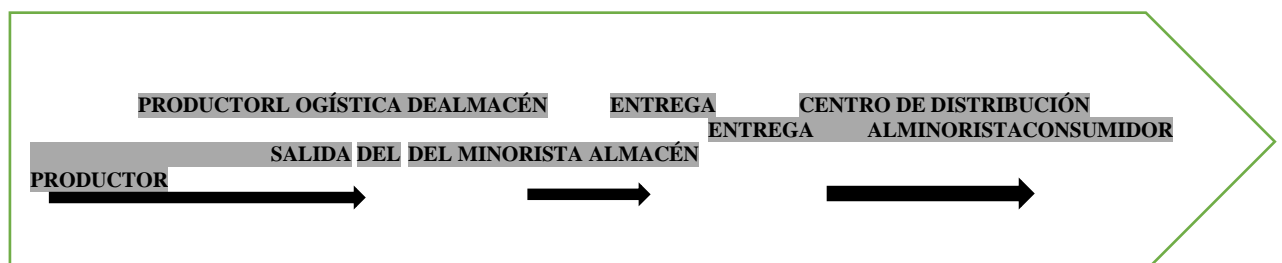 PRODUCTORL OGÍSTICA DEALMACÉN ENTREGA CENTRO DE DISTRIBUCIÓN
ENTREGA ALMINORISTACONSUMIDOR
SALIDA DEL DEL MINORISTA ALMACÉN
PRODUCTOR